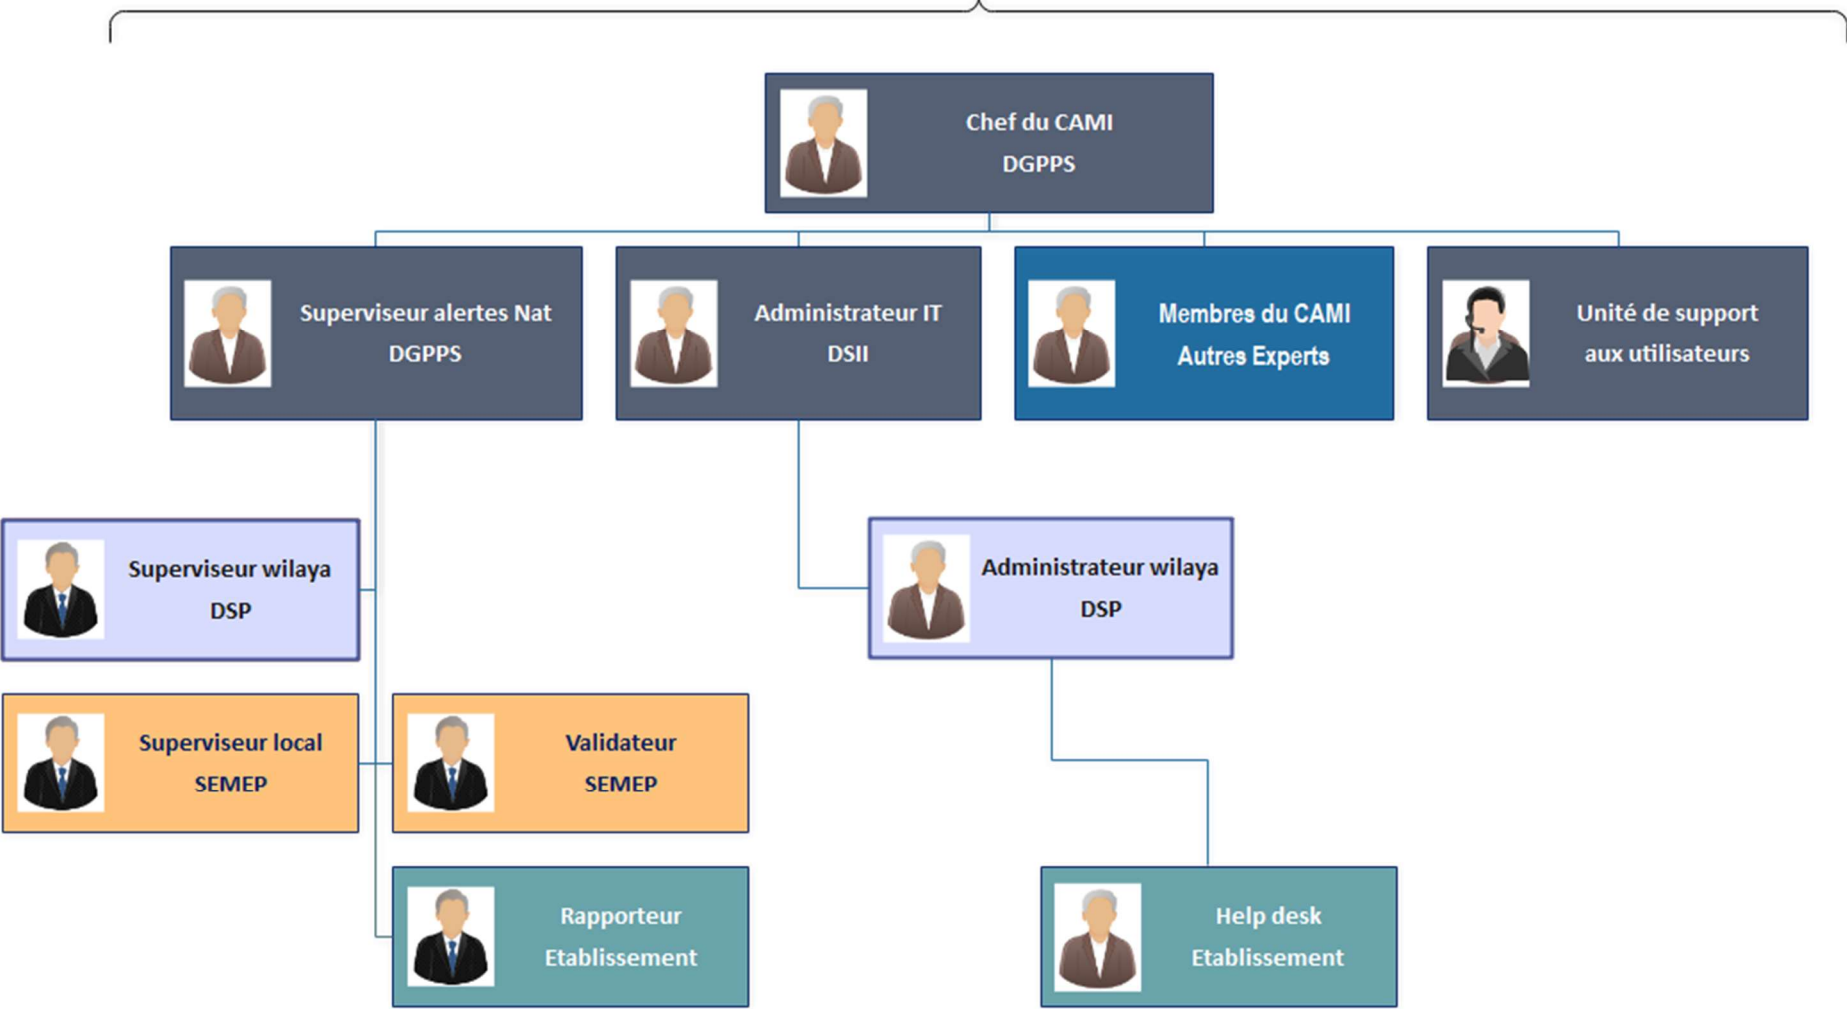 Chef du CAMI
DGPPS
Superviseur alertes Nat
DGPPS
Administrateur IT
DSII
Membres du CAMI
Autres Experts
Unité de support
aux utilisateurs
Superviseur wilaya
DSP
Administrateur wilaya
DSP
Superviseur local
SEMEP
Validateur
SEMEP
Rapporteur
Etablissement
Help desk
Etablissement